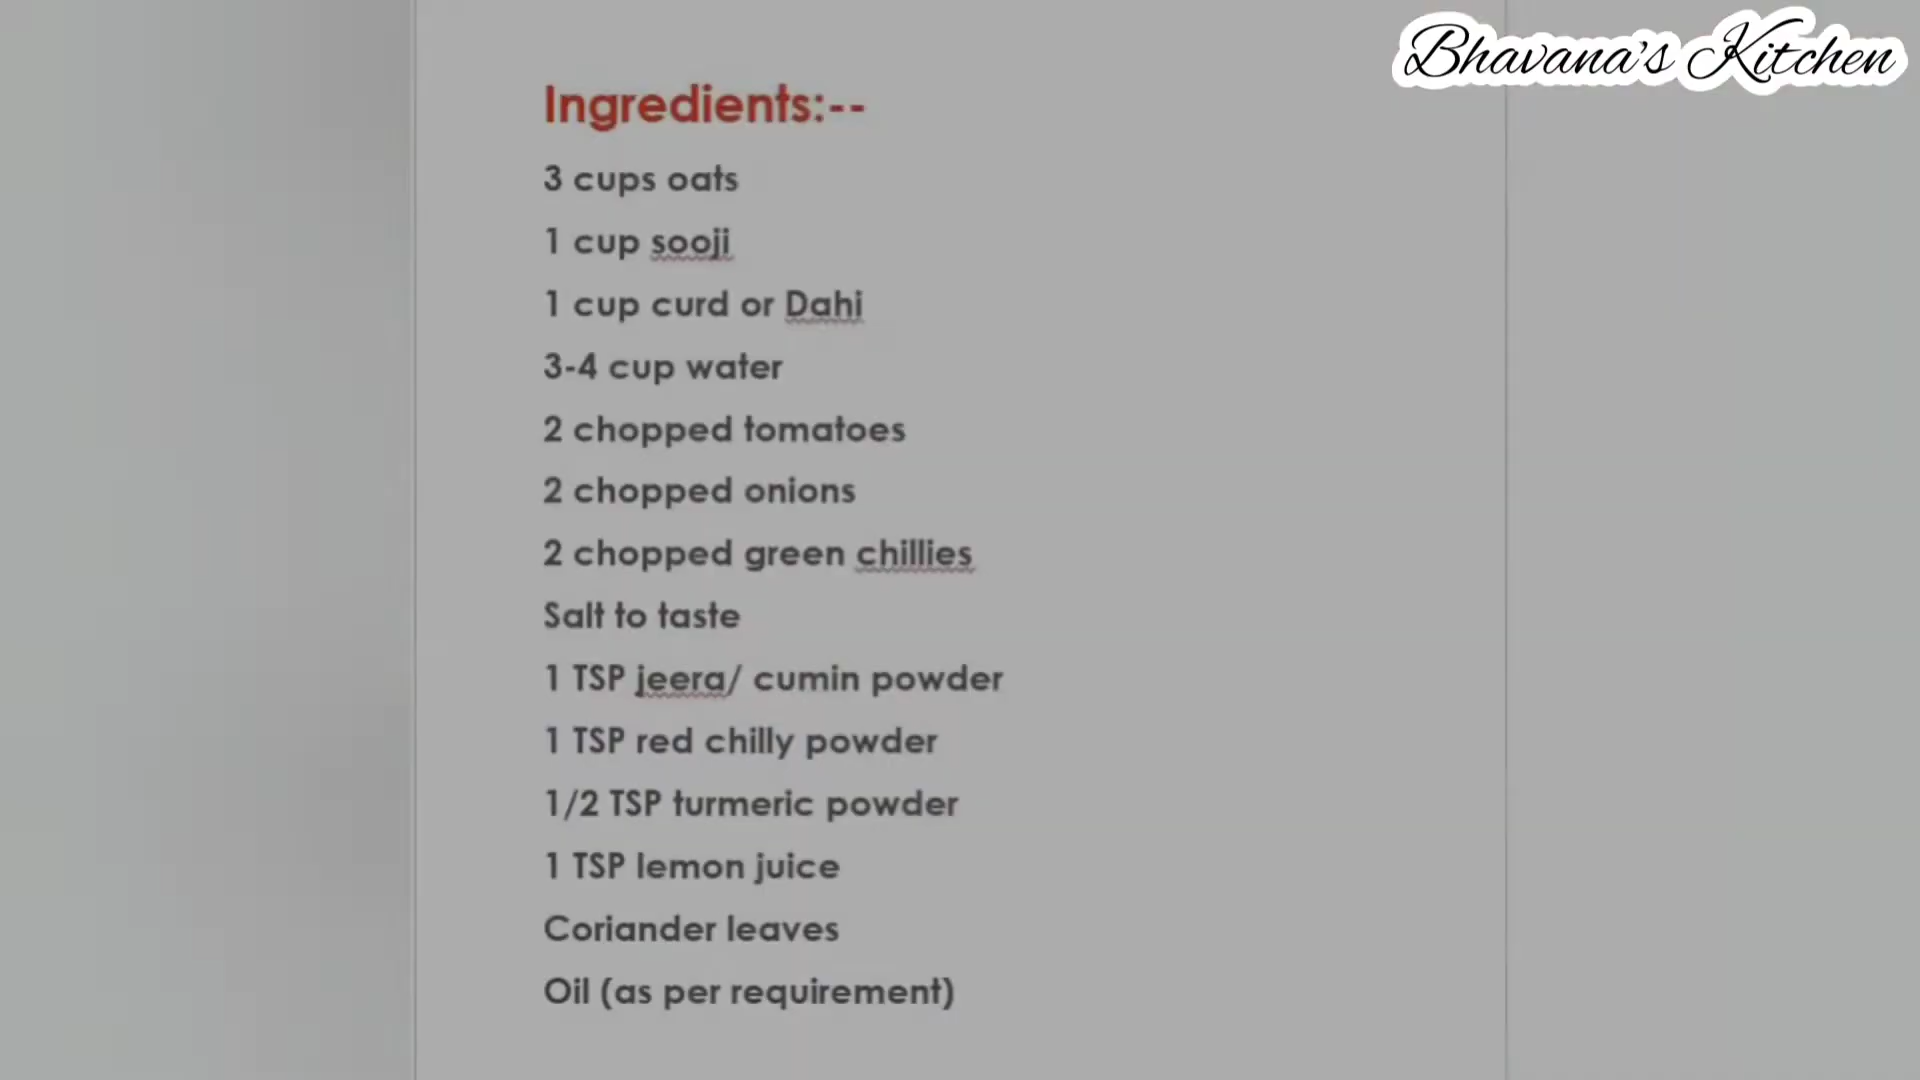 Bhavana's Kitchen
Ingredients:--
3 cups oats
1 cup sooji
1 cup curd or Dahi
3-4 cup water
2 chopped tomatoes
2 chopped onions
2 chopped green chillies
Salt to taste
1 TSP jeera/ cumin powder
1 TSP red chilly powder
1/2 TSP turmeric powder
1 TSP lemon juice
Coriander leaves
Oil (as per requirement)